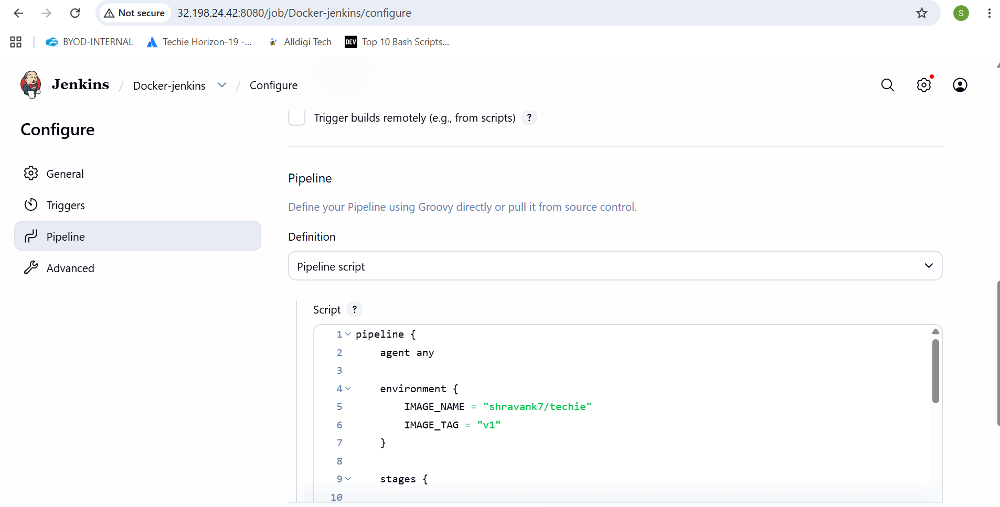 Not secure 32.198.24.42:8080/job/Docker-jenkins/configure S
BYOD-INTERNAL Techie Horizon-19 -... Alldigi Tech DEV Top 10 Bash Scripts...
Jenkins / Docker-jenkins / Configure
Configure
General
Triggers
Pipeline
Advanced
Trigger builds remotely (e.g., from scripts) ?
Pipeline
Define your Pipeline using Groovy directly or pull it from source control.
Definition
Pipeline script
Script ?
1 pipeline {
2 agent any
3
4 environment {
5 IMAGE_NAME = "shravank7/techie"
6 IMAGE_TAG = "v1"
7 }
8
9 stages {
10